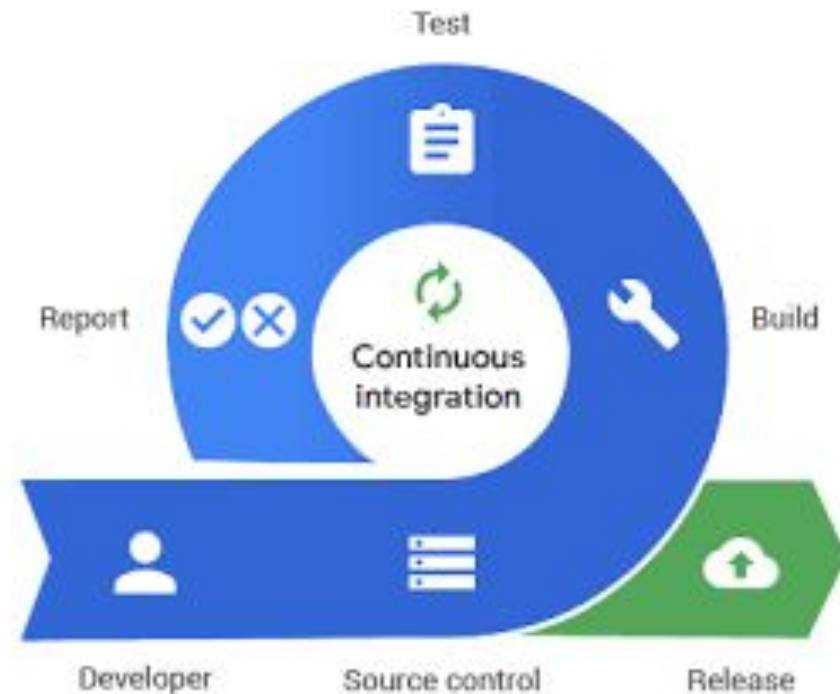 Test
Report
Build
Continuous
integration
Developer
Source control
Release